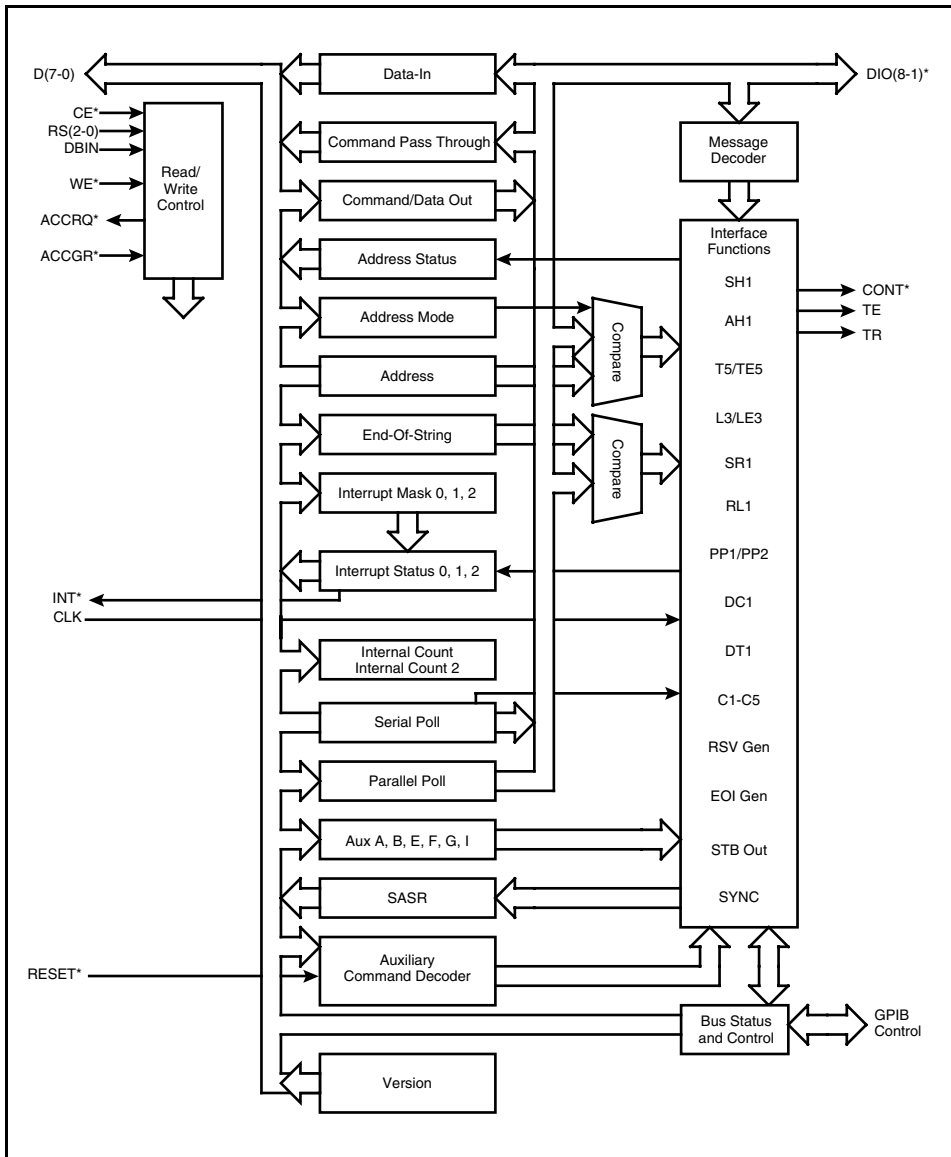 D(7-0)
Data-In
DIO(8-1)*
CE*
RS(2-0)
DBIN
WE*
ACCRQ*
ACCGR*
Read/
Write
Control
Command Pass Through
Message
Decoder
Command/Data Out
Address Status
Address Mode
Address
End-Of-String
Interrupt Mask 0, 1, 2
Interrupt Status 0, 1, 2
INT*
CLK
Internal Count
Internal Count 2
Serial Poll
Parallel Poll
Aux A, B, E, F, G, I
SASR
RESET*
Auxiliary
Command Decoder
Version
Compare
Compare
Interface
Functions
SH1
AH1
T5/TE5
L3/LE3
SR1
RL1
PP1/PP2
DC1
DT1
C1-C5
RSV Gen
EOI Gen
STB Out
SYNC
CONT*
TE
TR
Bus Status
and Control
GPIB
Control